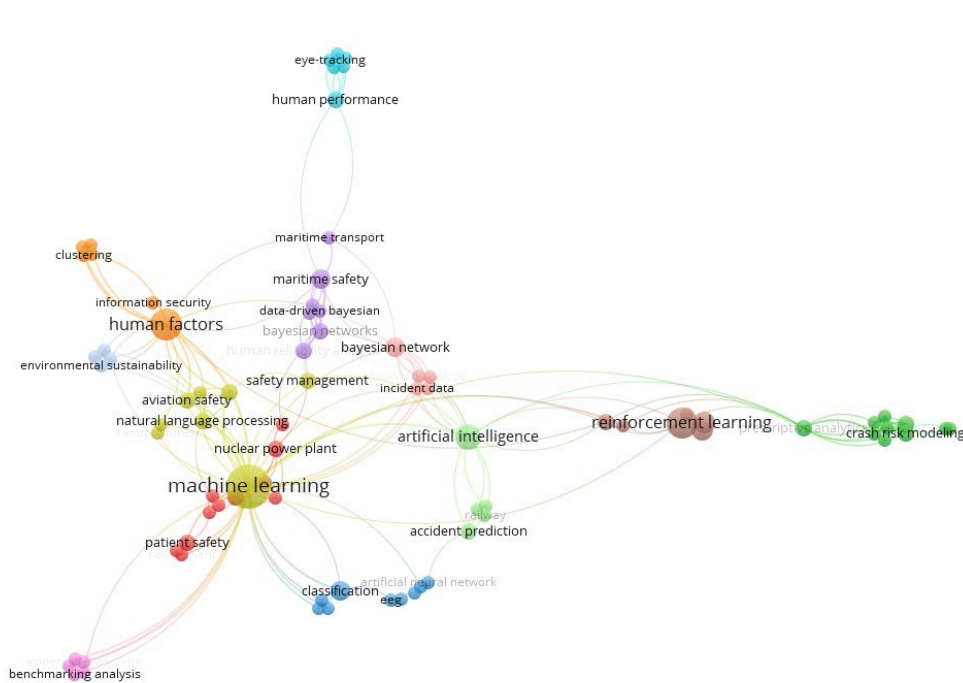 eye-tracking
human performance
maritime transport
clustering
maritime safety
information security
data-driven bayesian
human factors
bayesian networks
bayesian network
environmental sustainability
safety management
incident data
aviation safety
natural language processing
reinforcement learning
crash risk modeling
artificial intelligence
nuclear power plant
machine learning
railway
accident prediction
patient safety
artificial neural network
classification
eeg
benchmarking analysis